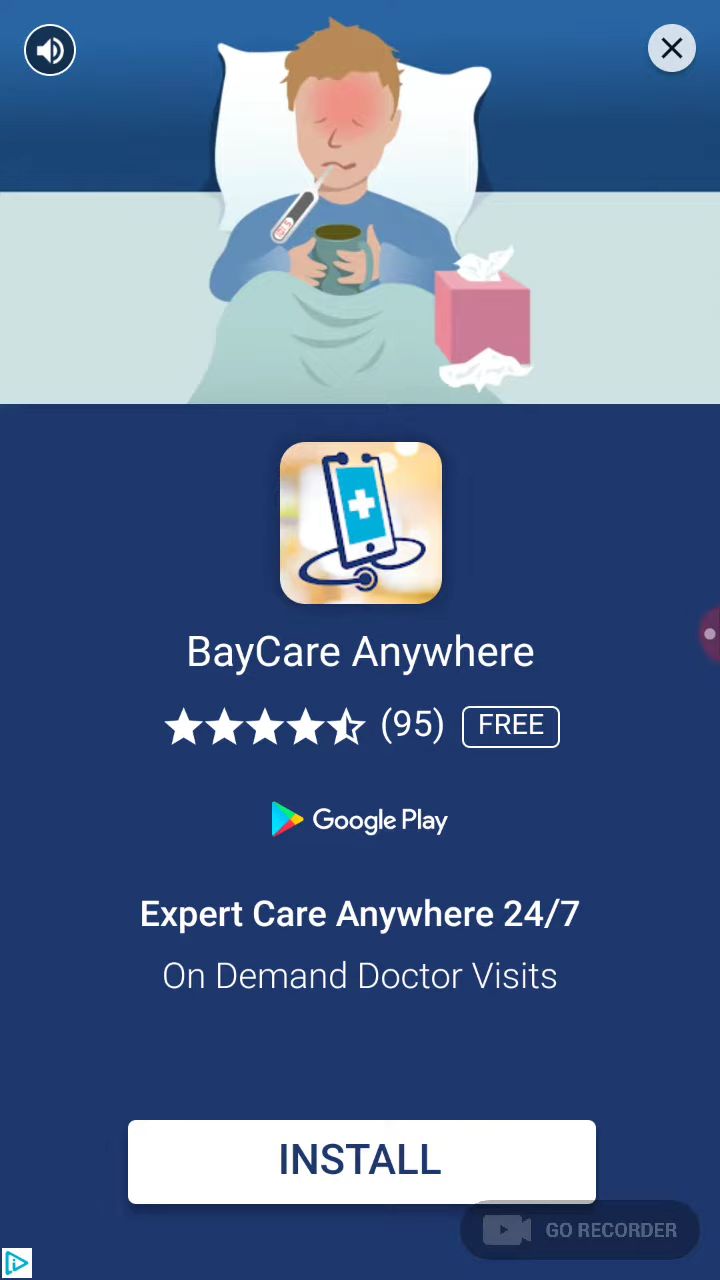 BayCare Anywhere
(95) FREE
Google Play
Expert Care Anywhere 24/7
On Demand Doctor Visits
INSTALL
GO RECORDER